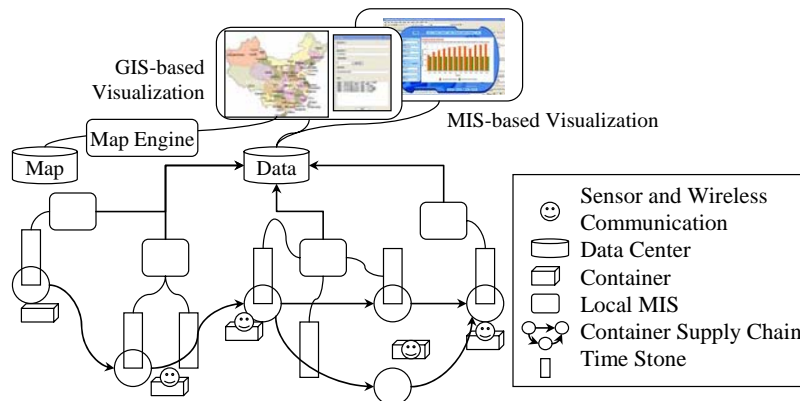 GIS-based
Visualization
MIS-based Visualization
Map Engine
Map
Data
Sensor and Wireless
Communication
Data Center
Container
Local MIS
Container Supply Chain
Time Stone